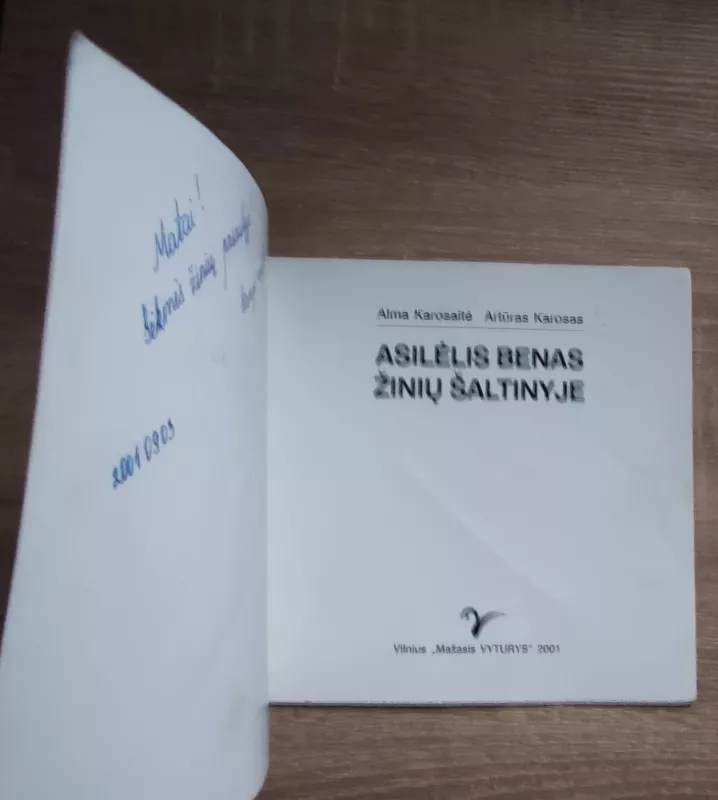 Matai!
Sėkmės žinių pasaulyje
2001 09 03
Alma Karosaitė Artūras Karosas
ASILĖLIS BENAS
ŽINIŲ ŠALTINYJE
Vilnius „Mažasis VYTURYS“ 2001